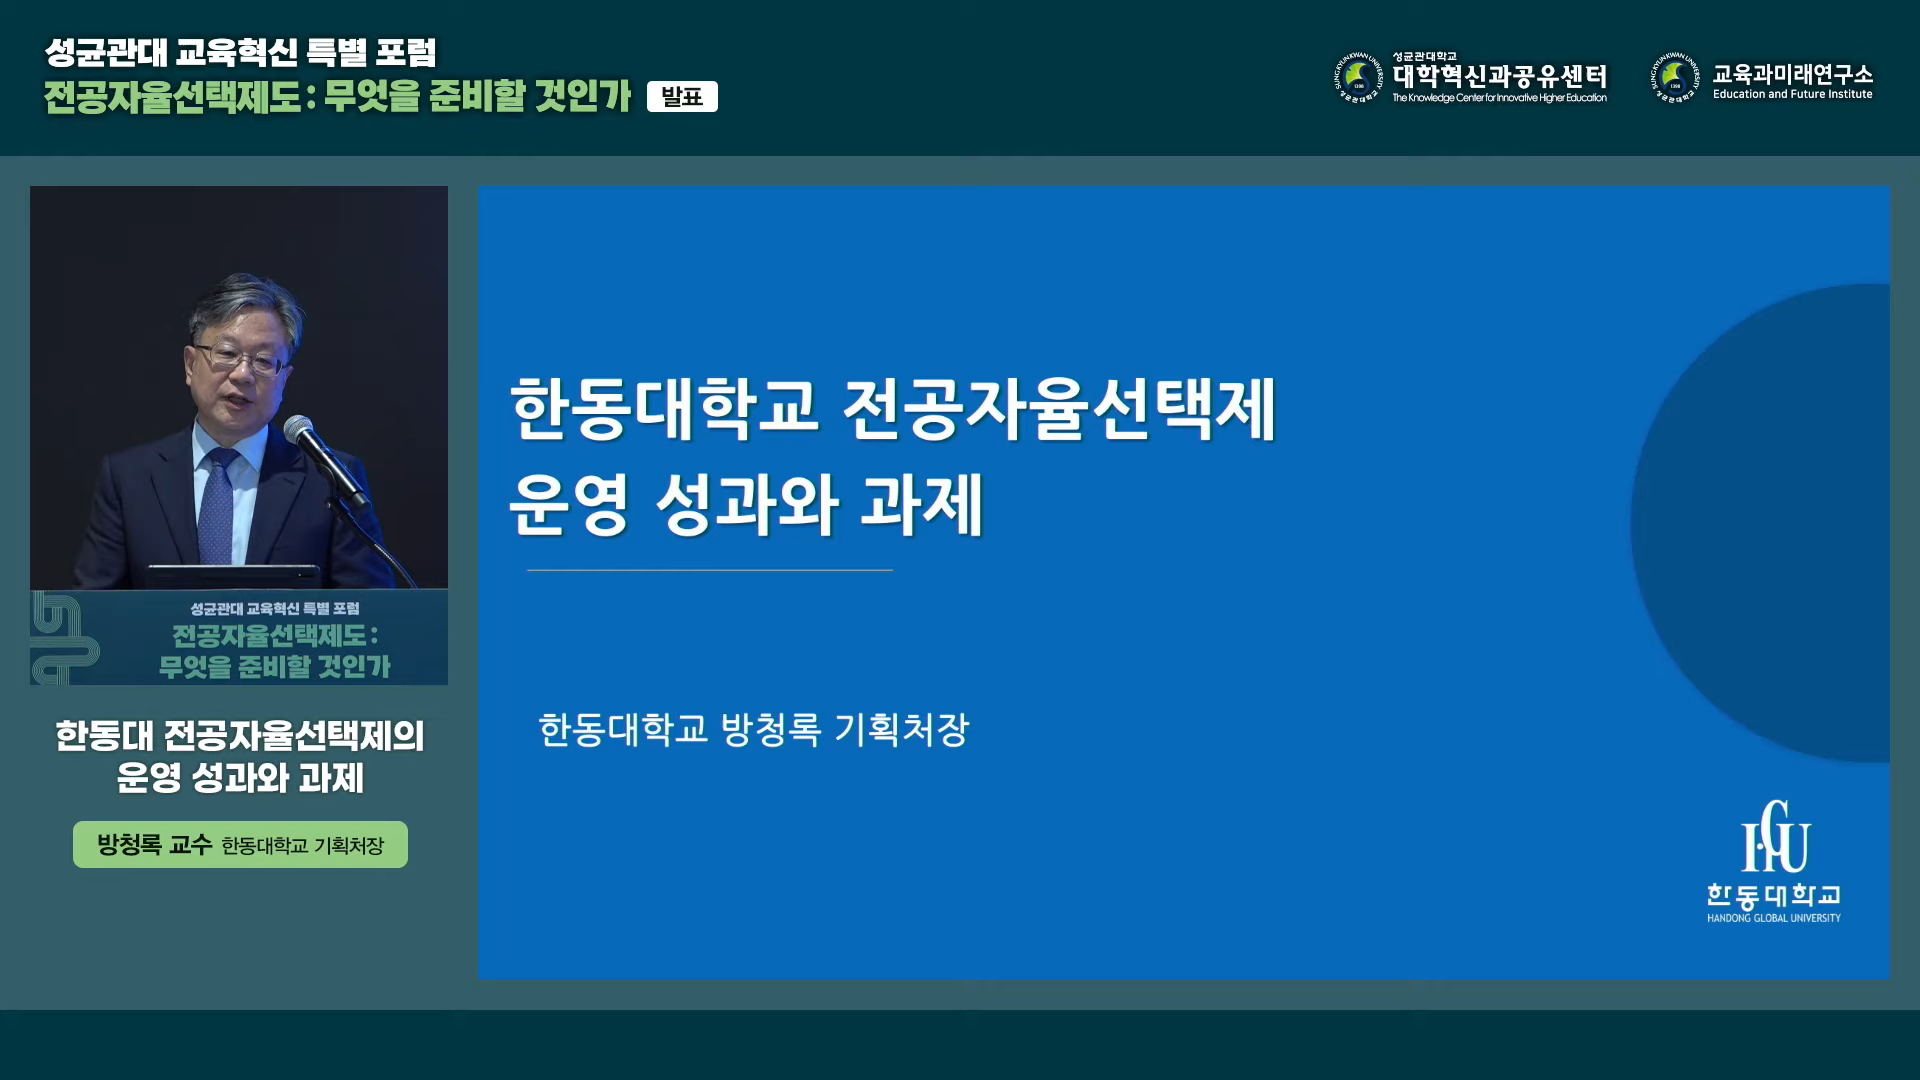 성균관대 교육혁신 특별 포럼
전공자율선택제도 : 무엇을 준비할 것인가 발표
성균관대학교
대학혁신과공유센터
The Knowledge Center for Innovative Higher Education
교육과미래연구소
Education and Future Institute
성균관대 교육혁신 특별 포럼
전공자율선택제도 :
무엇을 준비할 것인가
한동대 전공자율선택제의
운영 성과와 과제
방청록 교수 한동대학교 기획처장
한동대학교 전공자율선택제
운영 성과와 과제
한동대학교 방청록 기획처장
HGU
한동대학교
HANDONG GLOBAL UNIVERSITY